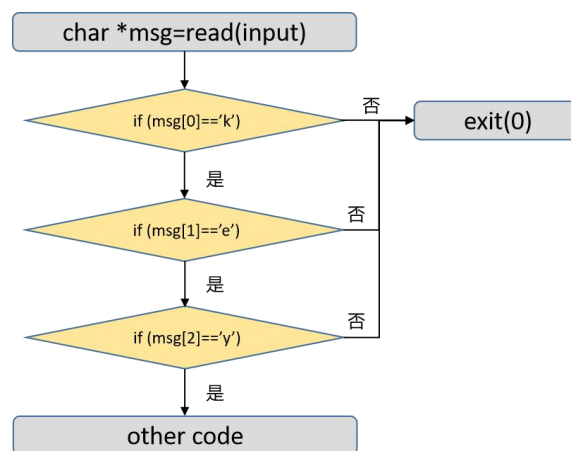 char *msg=read(input)
if (msg[0]=='k')
否
exit(0)
是
if (msg[1]=='e')
否
是
if (msg[2]=='y')
否
是
other code